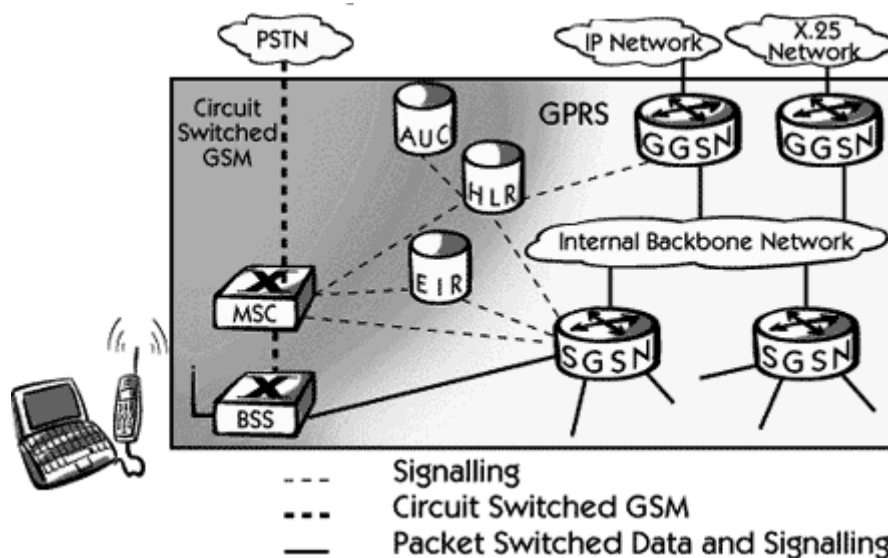 PSTN
IP Network
X.25
Network
Circuit
Switched
GSM
AUC
GPRS
GGSN
GGSN
HLR
Internal Backbone Network
EIR
MSC
SGSN
SGSN
BSS
Signalling
Circuit Switched GSM
Packet Switched Data and Signalling